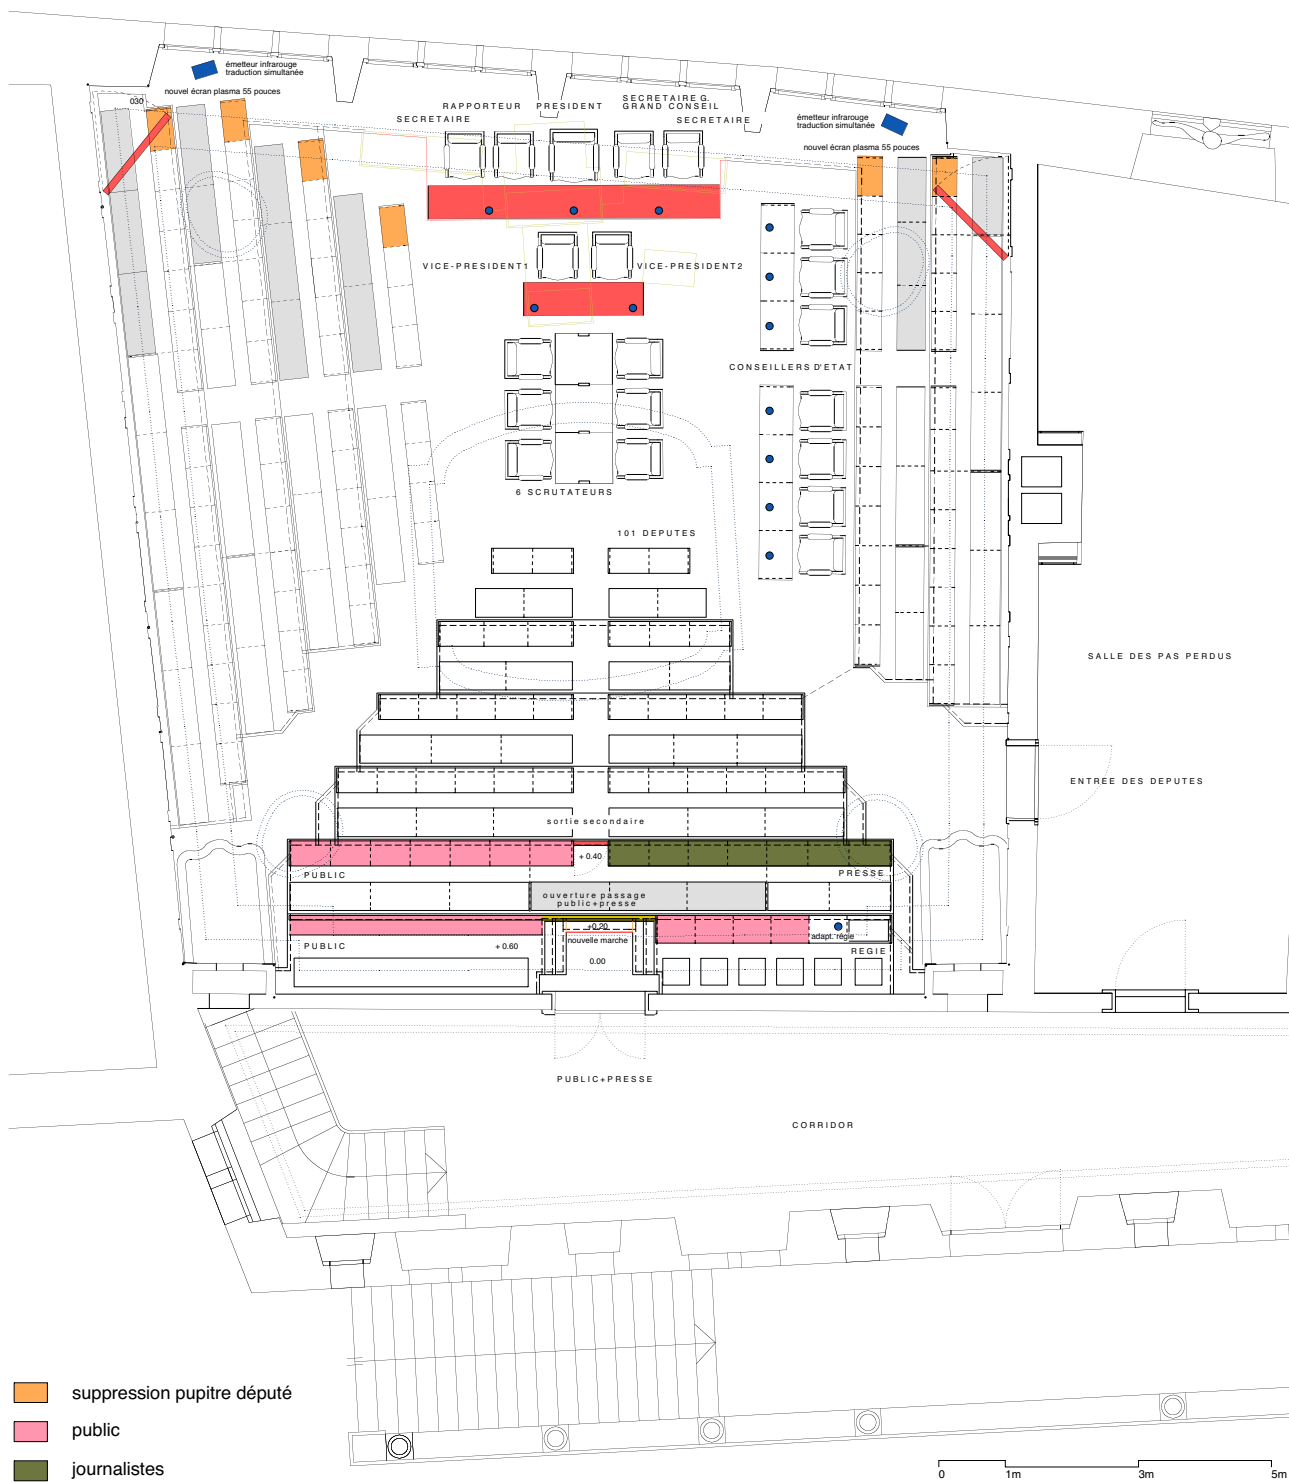 émetteur infrarouge
traduction simultanée
nouvel écran plasma 55 pouces
030
RAPPORTEUR
PRESIDENT
SECRETAIRE G.
GRAND CONSEIL
SECRETAIRE
SECRETAIRE
émetteur infrarouge
traduction simultanée
nouvel écran plasma 55 pouces
VICE-PRESIDENT1
VICE-PRESIDENT2
CONSEILLERS D'ETAT
6 SCRUTATEURS
101 DEPUTES
SALLE DES PAS PERDUS
ENTREE DES DEPUTES
sortie secondaire
+ 0.40
PUBLIC
PRESSE
ouverture passage
public+presse
+0.20
adapt. régie
nouvelle marche
PUBLIC
+ 0.60
REGIE
0.00
PUBLIC+PRESSE
CORRIDOR
suppression pupitre député
public
journalistes
0 1m 3m 5m